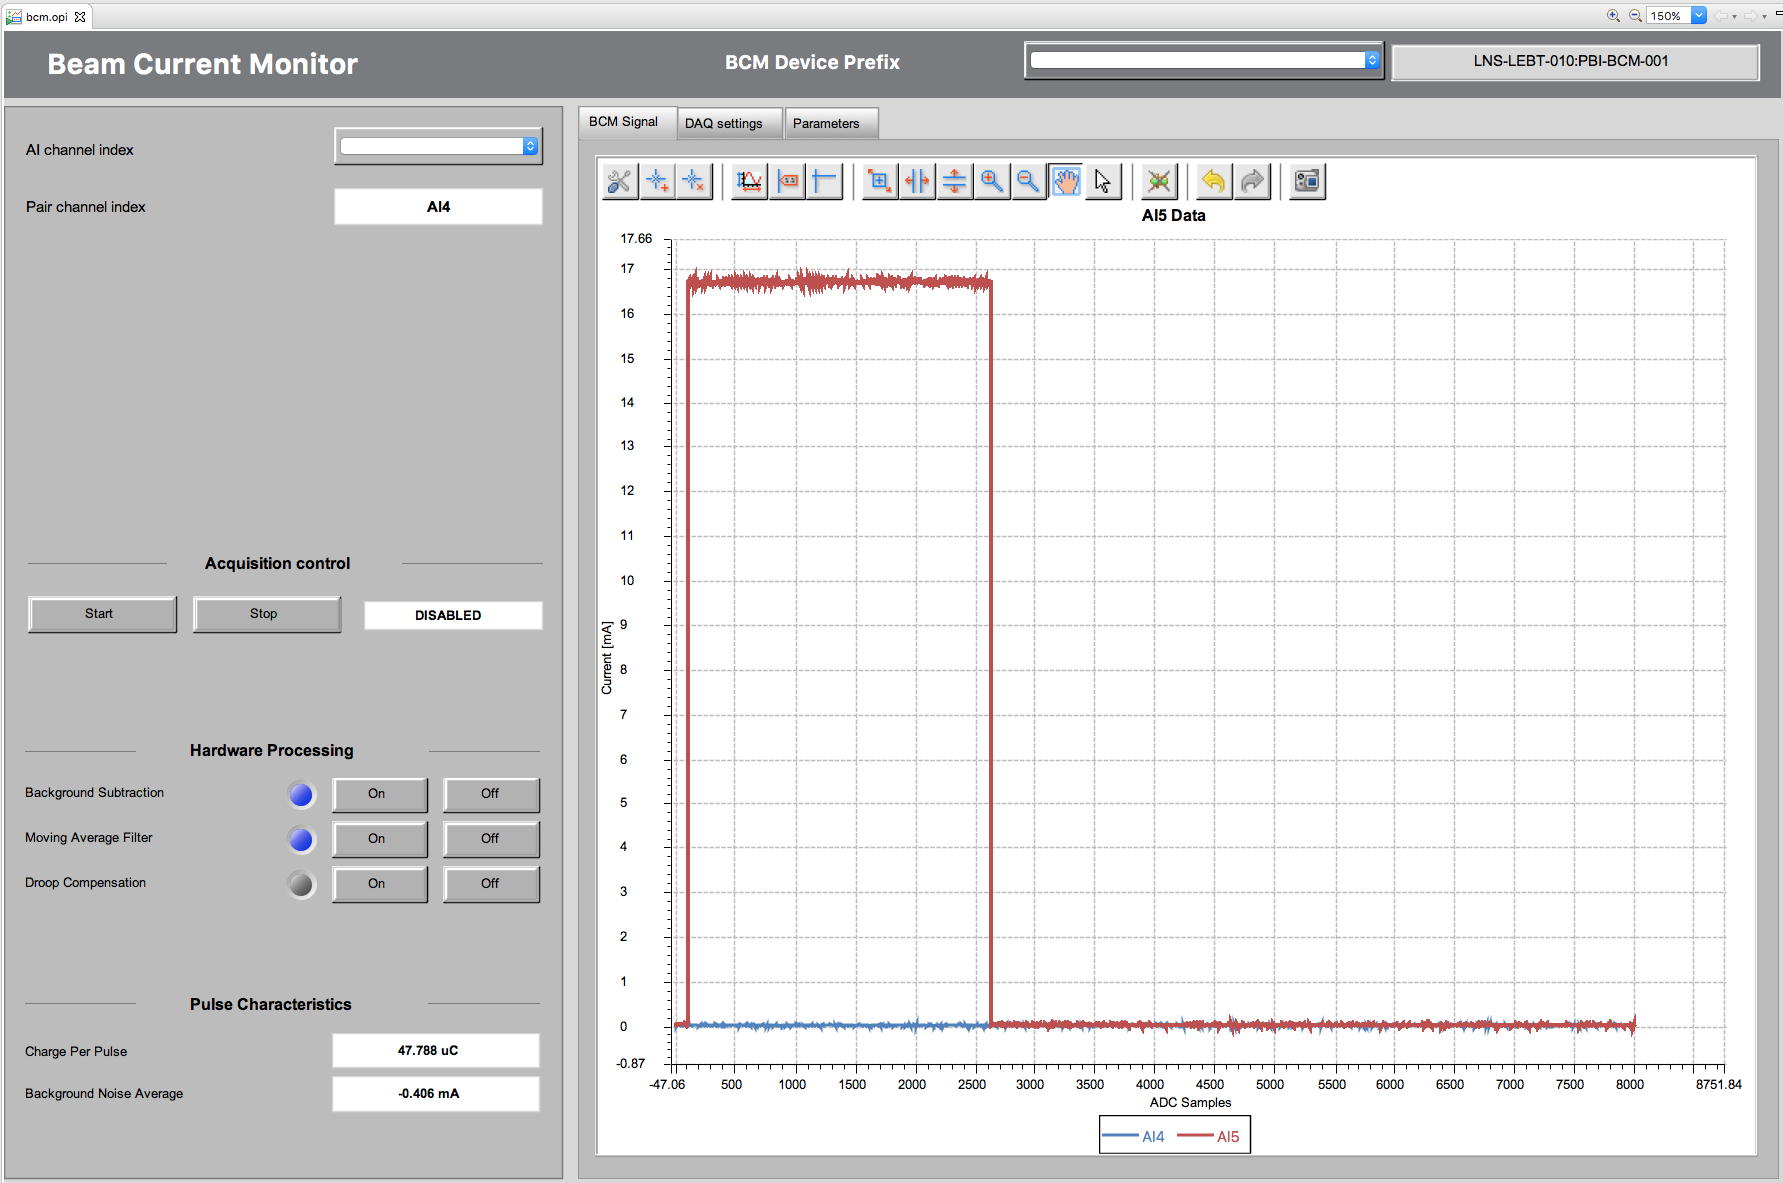 bcm.opi
150%
Beam Current Monitor
BCM Device Prefix
LNS-LEBT-010:PBI-BCM-001
AI channel index
Pair channel index
AI4
Acquisition control
Start
Stop
DISABLED
Hardware Processing
Background Subtraction
On
Off
Moving Average Filter
On
Off
Droop Compensation
On
Off
Pulse Characteristics
Charge Per Pulse
47.788 uC
Background Noise Average
-0.406 mA
BCM Signal
DAQ settings
Parameters
AI5 Data
17.66
17
16
15
14
13
12
11
10
9
8
7
6
5
4
3
2
1
0
-0.87
Current [mA]
-47.06
500
1000
1500
2000
2500
3000
3500
4000
4500
5000
5500
6000
6500
7000
7500
8000
8751.84
ADC Samples
AI4
AI5